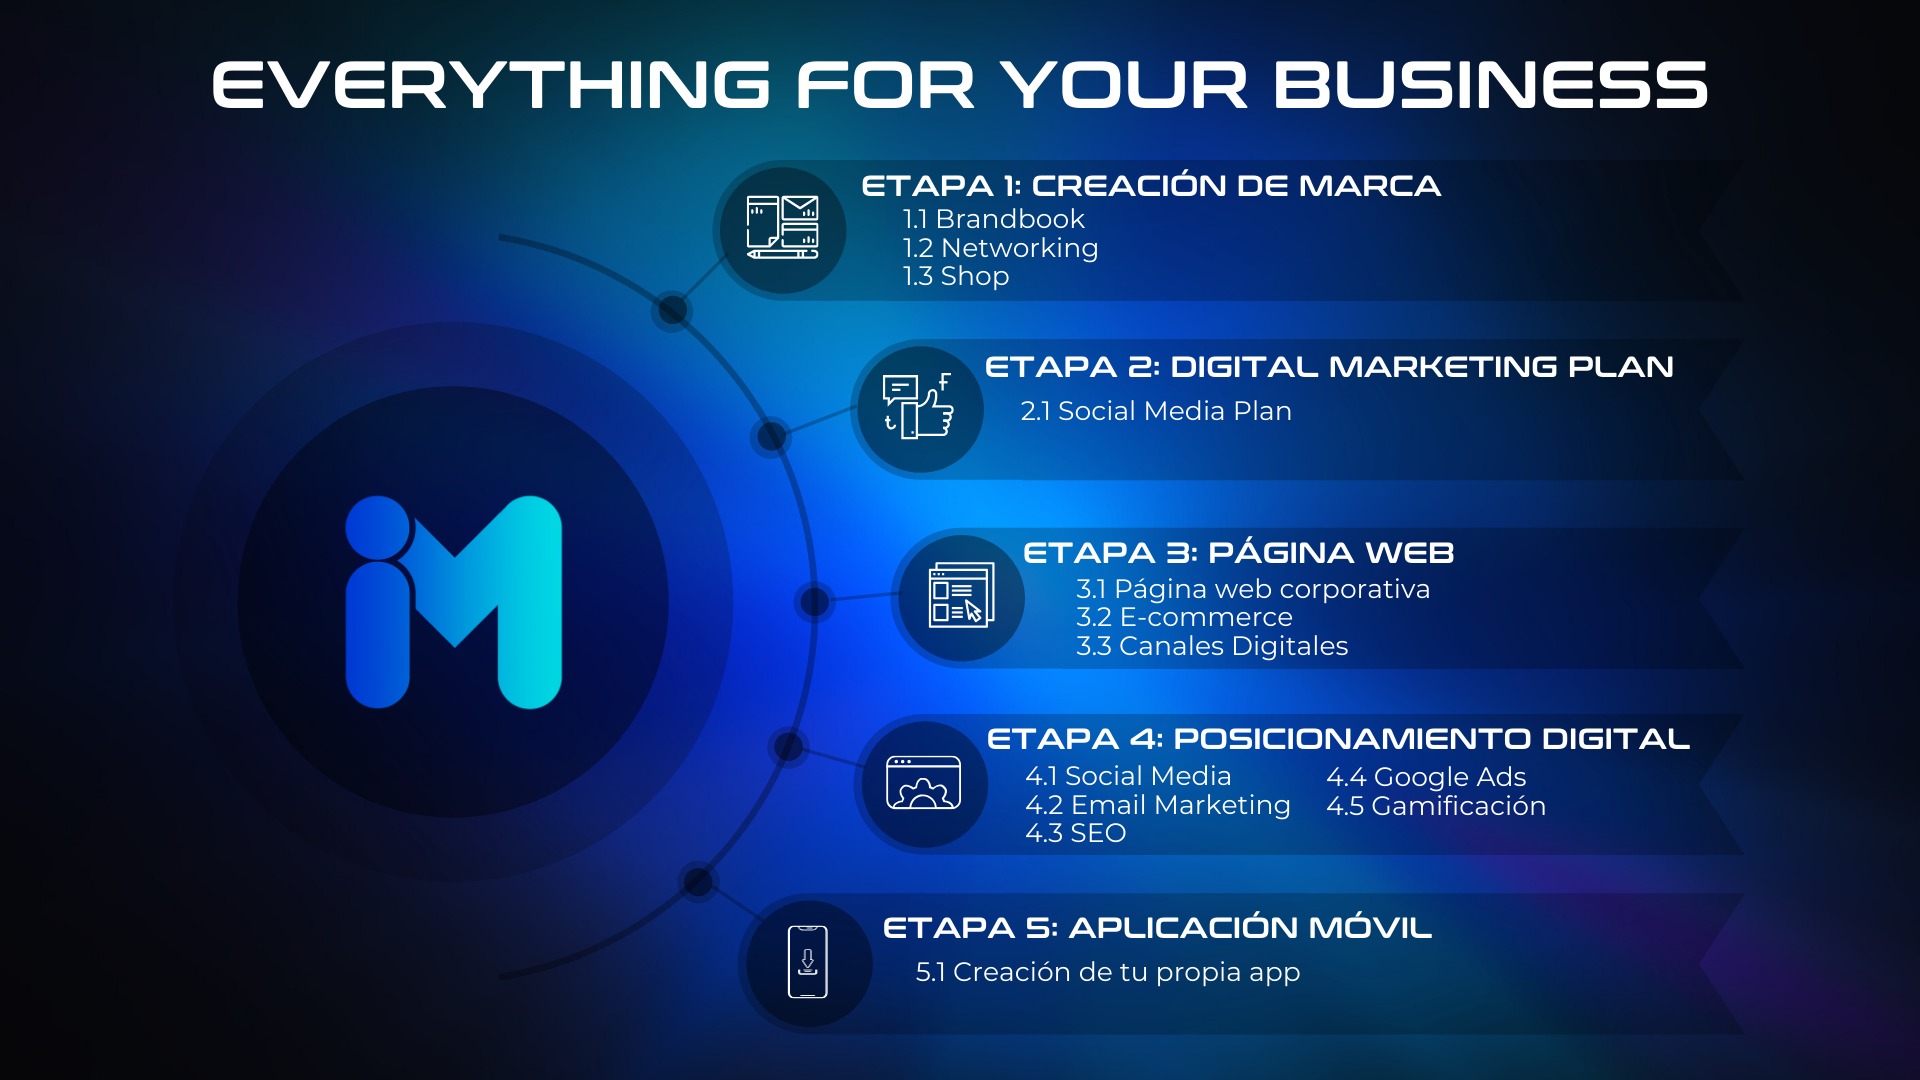 EVERYTHING FOR YOUR BUSINESS
ETAPA 1: CREACIÓN DE MARCA
1.1 Brandbook
1.2 Networking
1.3 Shop
ETAPA 2: DIGITAL MARKETING PLAN
2.1 Social Media Plan
ETAPA 3: PÁGINA WEB
3.1 Página web corporativa
3.2 E-commerce
3.3 Canales Digitales
ETAPA 4: POSICIONAMIENTO DIGITAL
4.1 Social Media
4.2 Email Marketing
4.3 SEO
4.4 Google Ads
4.5 Gamificación
ETAPA 5: APLICACIÓN MÓVIL
5.1 Creación de tu propia app
iM